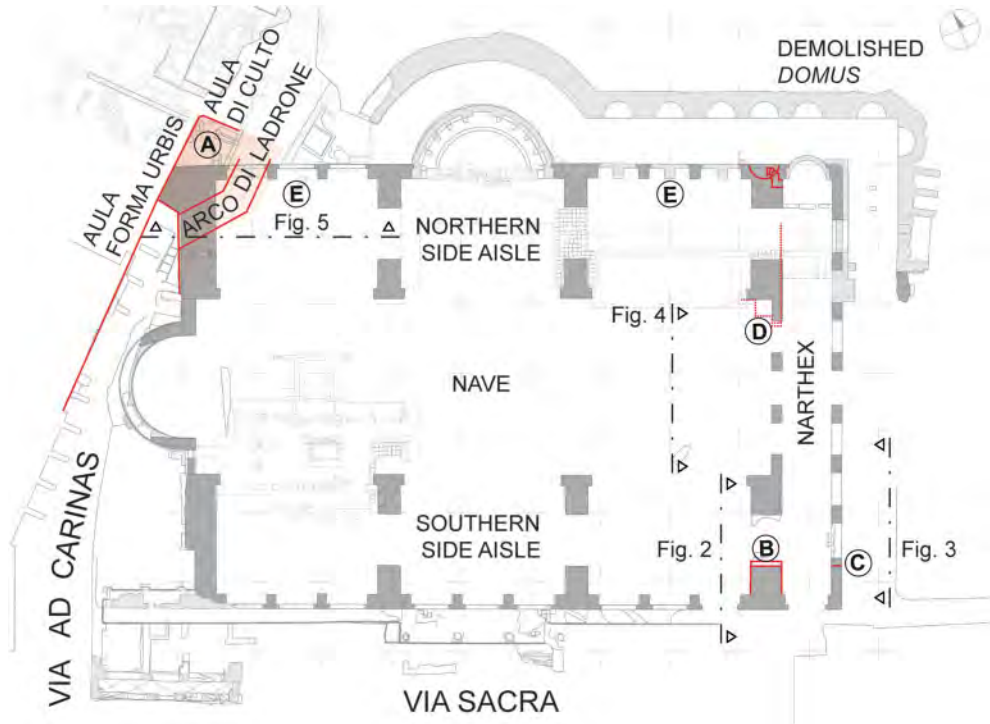 DEMOLISHED
DOMUS
AULA
DI CULTO
AULA
FORMA URBIS
A
ARCO DI LADRONE
E
Fig. 5
E
NORTHERN
SIDE AISLE
Fig. 4
D
NAVE
NARTHEX
VIA AD CARINAS
SOUTHERN
SIDE AISLE
Fig. 2
B
C
Fig. 3
VIA SACRA